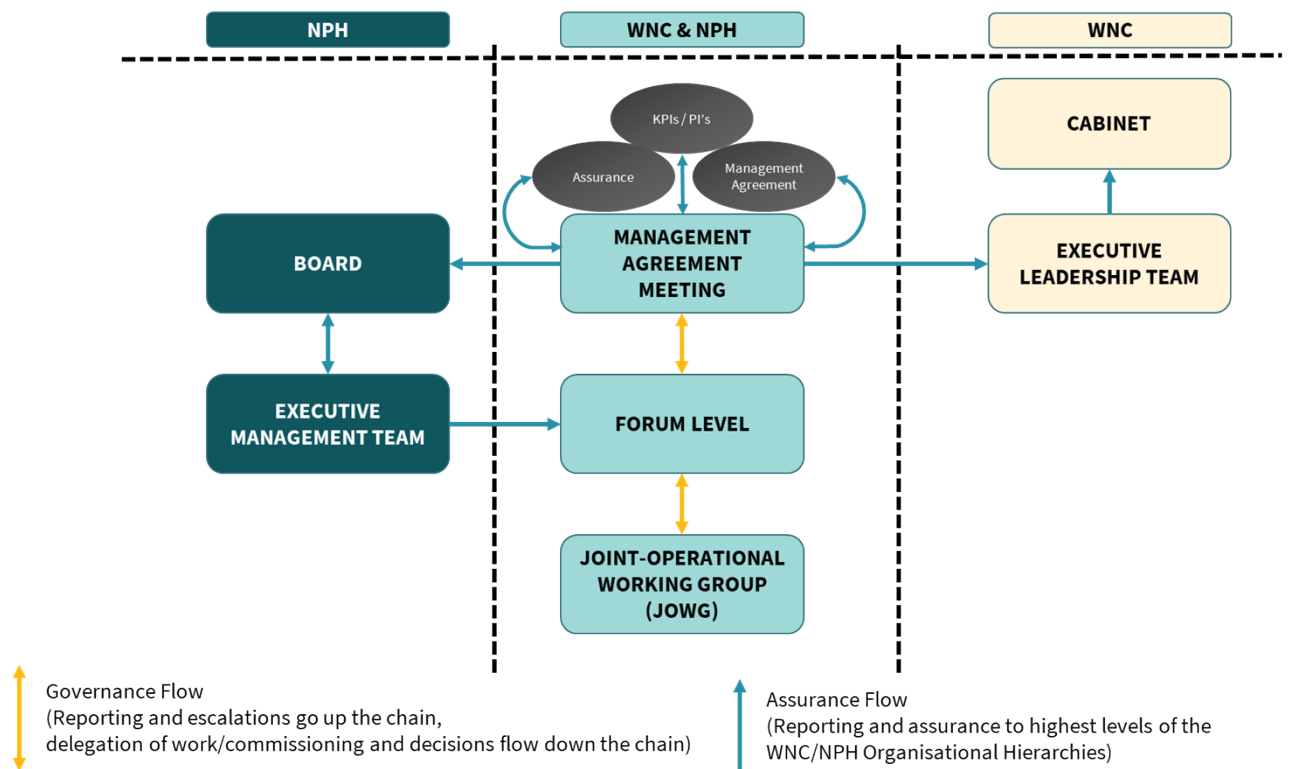 NPH
WNC & NPH
WNC
KPIs / PI's
Assurance
Management
Agreement
CABINET
BOARD
MANAGEMENT
AGREEMENT
MEETING
EXECUTIVE
LEADERSHIP TEAM
EXECUTIVE
MANAGEMENT TEAM
FORUM LEVEL
JOINT-OPERATIONAL
WORKING GROUP
(JOWG)
Governance Flow
(Reporting and escalations go up the chain,
delegation of work/commissioning and decisions flow down the chain)
Assurance Flow
(Reporting and assurance to highest levels of the
WNC/NPH Organisational Hierarchies)